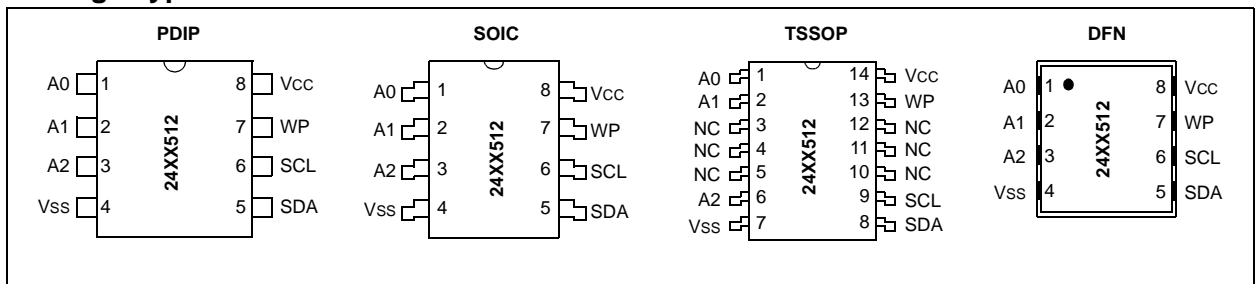 PDIP
A0 1 8 VCC
A1 2 7 WP
A2 3 6 SCL
VSS 4 5 SDA
24XX512
SOIC
A0 1 8 VCC
A1 2 7 WP
A2 3 6 SCL
VSS 4 5 SDA
24XX512
TSSOP
A0 1 14 VCC
A1 2 13 WP
NC 3 12 NC
NC 4 11 NC
NC 5 10 NC
A2 6 9 SCL
VSS 7 8 SDA
24XX512
DFN
A0 1 8 VCC
A1 2 7 WP
A2 3 6 SCL
VSS 4 5 SDA
24XX512